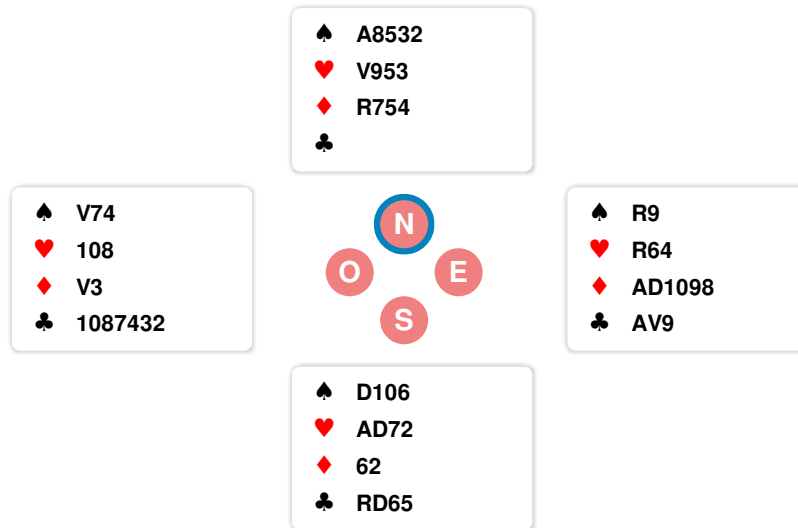 ♠ A8532
♥ V953
♦ R754
♣
♠ V74
♥ 108
♦ V3
♣ 1087432
N
O E
S
♠ R9
♥ R64
♦ AD1098
♣ AV9
♠ D106
♥ AD72
♦ 62
♣ RD65